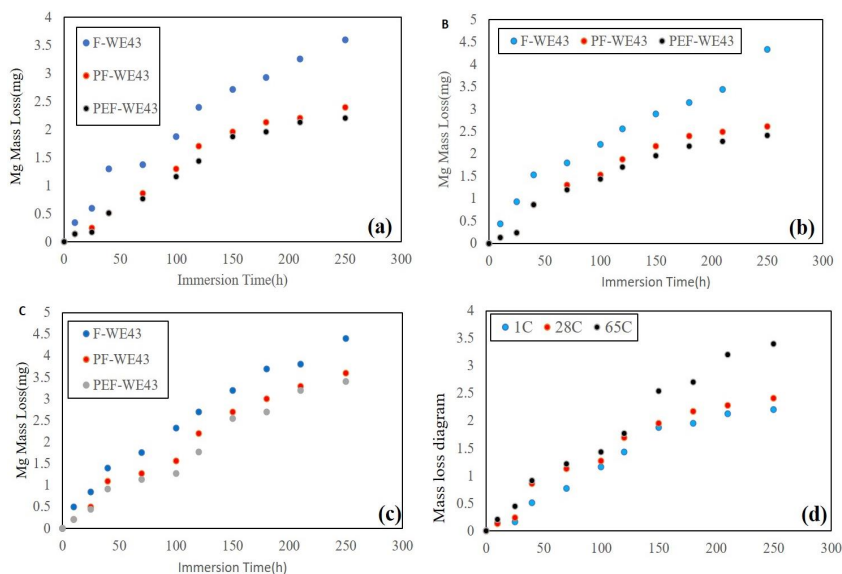 4
3.5
3
2.5
2
1.5
1
0.5
0
Mg Mass Loss(mg)
F-WE43
PF-WE43
PEF-WE43
(a)
0 50 100 150 200 250 300
Immersion Time(h)
B
5
4.5
4
3.5
3
2.5
2
1.5
1
0.5
0
Mg Mass Loss(mg)
F-WE43 PF-WE43 PEF-WE43
(b)
0 50 100 150 200 250 300
Immersion Time(h)
C
5
4.5
4
3.5
3
2.5
2
1.5
1
0.5
0
Mg Mass Loss(mg)
F-WE43
PF-WE43
PEF-WE43
(c)
0 50 100 150 200 250 300
Immersion Time(h)
4
3.5
3
2.5
2
1.5
1
0.5
0
Mass loss diagram
1C 28C 65C
(d)
0 50 100 150 200 250 300